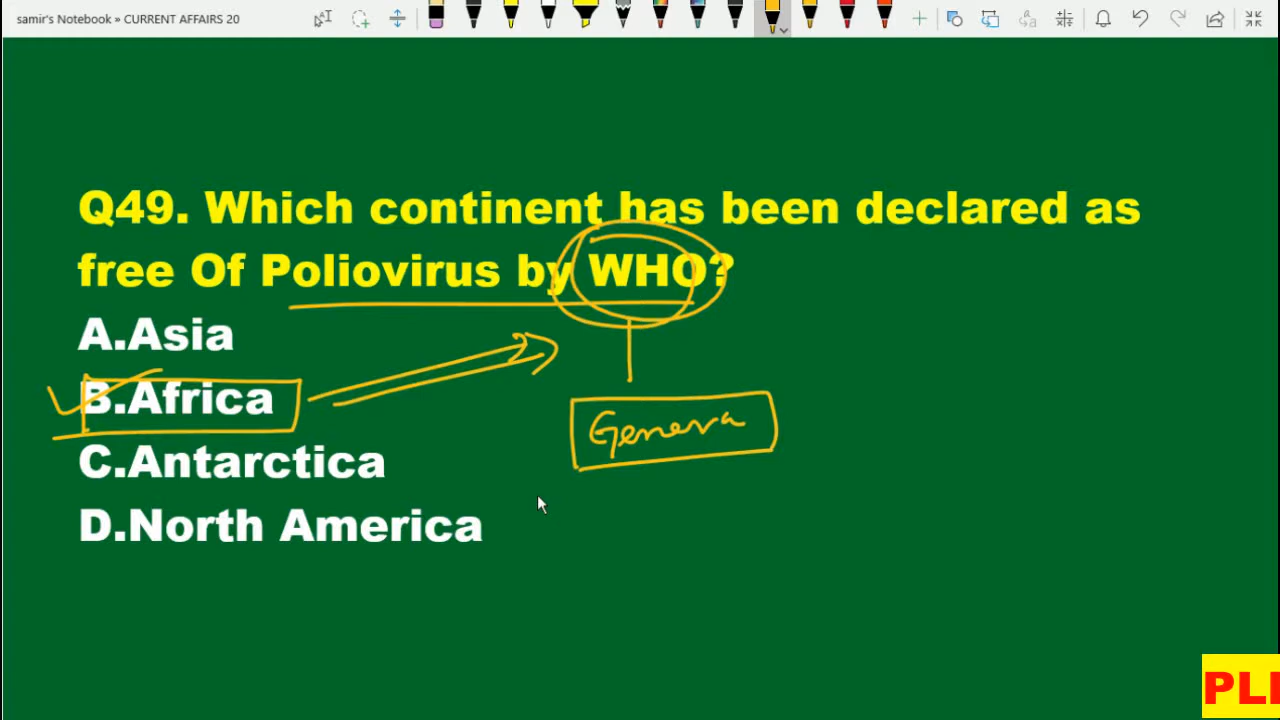 samir's Notebook » CURRENT AFFAIRS 20
Q49. Which continent has been declared as
free Of Poliovirus by WHO?
A.Asia
B.Africa
Geneva
C.Antarctica
D.North America